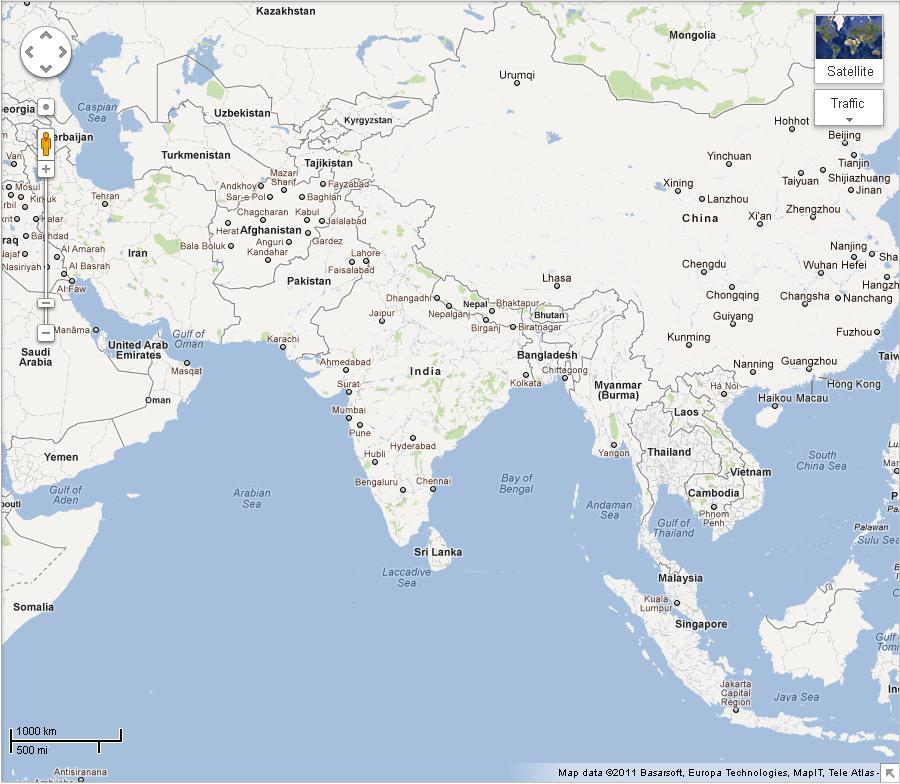 Kazakhstan
Mongolia
Satellite
Traffic
Urumqi
Caspian
Sea
Uzbekistan
Kyrgyzstan
Hohhot
Beijing
Turkmenistan
Tajikistan
Yinchuan
Tianjin
Van
Mazari
Sharif
Fayzabad
Andkhoy
Sar-e Pol
Baghlan
Mosul
Kirkuk
Tehran
Xining
Taiyuan
Shijiazhuang
Jinan
Lanzhou
Chagcharan
Kabul
Jalalabad
Herat
Afghanistan
Gardez
China
Xi'an
Zhengzhou
Baghdad
Bala Boluk
Anguri
Kandahar
Al Amarah
Iran
Lahore
Faisalabad
Nanjing
Nasiriyah
Al Basrah
Chengdu
Wuhan
Hefei
Sha
Al Faw
Pakistan
Lhasa
Hangzh
Dhangadhi
Nepal
Bhaktapur
Chongqing
Changsha
Nanchang
Jaipur
Nepalganj
Bhutan
Birganj
Biratnagar
Guiyang
Manāma
Gulf of
Oman
Karachi
Kunming
Fuzhou
United Arab
Emirates
Saudi
Arabia
Masqat
Ahmedabad
India
Bangladesh
Chittagong
Kolkata
Nanning
Guangzhou
Taiw
Surat
Myanmar
(Burma)
Hà Nội
Hong Kong
Oman
Haikou
Macau
Mumbai
Pune
Laos
Hyderabad
Yangon
Thailand
Yemen
Hubli
South
China Sea
Vietnam
Bengaluru
Chennai
Bay of
Bengal
Cambodia
Gulf of
Aden
Arabian
Sea
Andaman
Sea
Phnom
Penh
Gulf of
Thailand
Palawan
Sulu Sea
Sri Lanka
Laccadive
Sea
Malaysia
Somalia
Kuala
Lumpur
Singapore
Gulf o
Tomi
Jakarta
Capital
Region
Java Sea
1000 km
500 mi
Antisiranana
Map data ©2011 Basarsoft, Europa Technologies, MapIT, Tele Atlas -